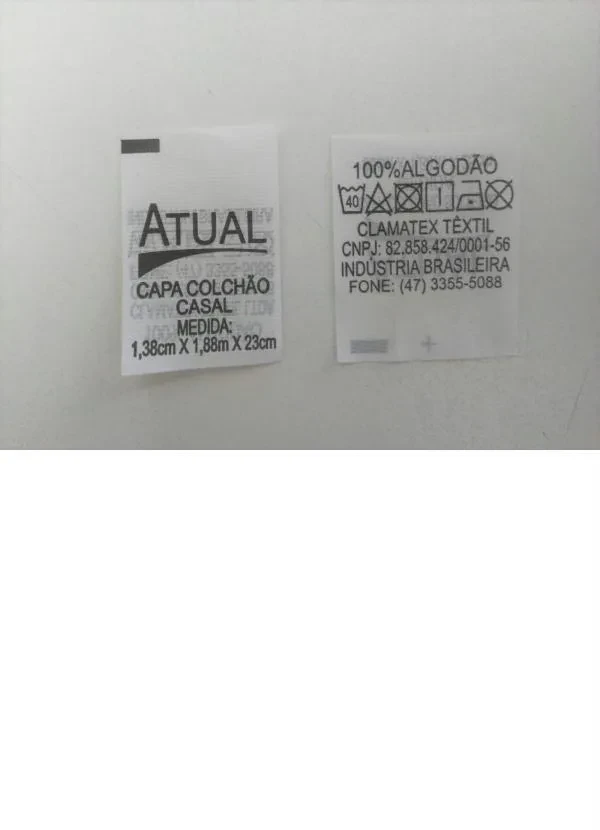 ATUAL
CAPA COLCHÃO
CASAL
MEDIDA:
1,38cm X 1,88m X 23cm
100%ALGODÃO
40
CLAMATEX TÊXTIL
CNPJ: 82.858.424/0001-56
INDÚSTRIA BRASILEIRA
FONE: (47) 3355-5088